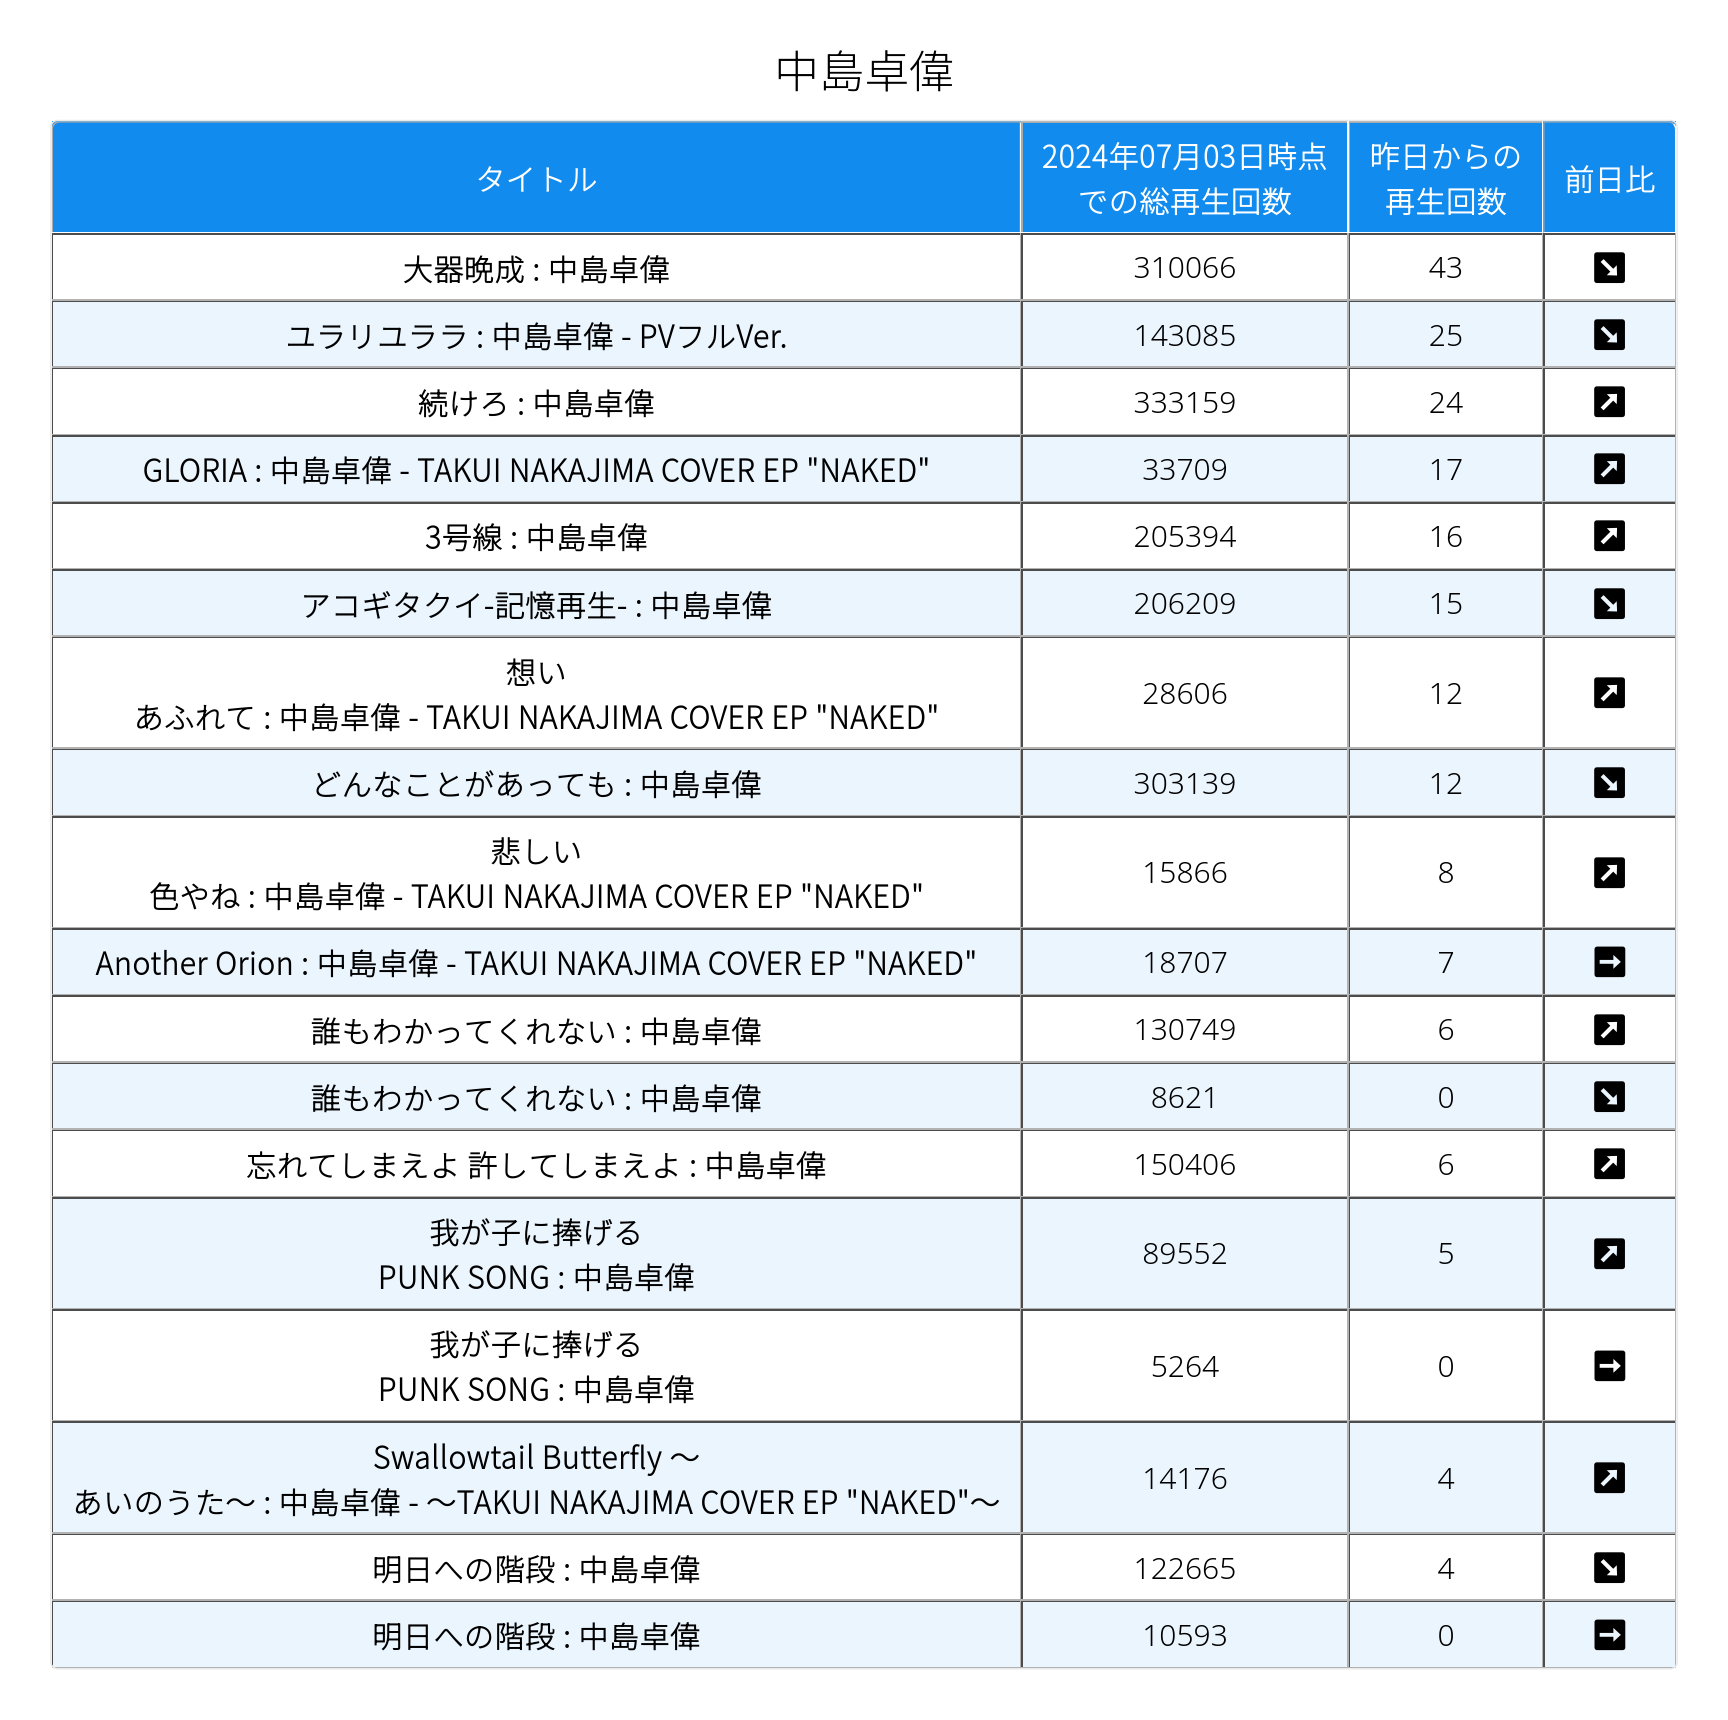 中島卓偉
タイトル
2024年07月03日時点
での総再生回数
昨日からの
再生回数
前日比
大器晩成 : 中島卓偉 310066 43 ↘
ユラリユララ : 中島卓偉 - PVフルVer. 143085 25 ↘
続けろ : 中島卓偉 333159 24 ↗
GLORIA : 中島卓偉 - TAKUI NAKAJIMA COVER EP "NAKED" 33709 17 ↗
3号線 : 中島卓偉 205394 16 ↗
アコギタクイ-記憶再生- : 中島卓偉 206209 15 ↘
想い
あふれて : 中島卓偉 - TAKUI NAKAJIMA COVER EP "NAKED" 28606 12 ↗
どんなことがあっても : 中島卓偉 303139 12 ↘
悲しい
色やね : 中島卓偉 - TAKUI NAKAJIMA COVER EP "NAKED" 15866 8 ↗
Another Orion : 中島卓偉 - TAKUI NAKAJIMA COVER EP "NAKED" 18707 7 →
誰もわかってくれない : 中島卓偉 130749 6 ↗
誰もわかってくれない : 中島卓偉 8621 0 ↘
忘れてしまえよ 許してしまえよ : 中島卓偉 150406 6 ↗
我が子に捧げる
PUNK SONG : 中島卓偉 89552 5 ↗
我が子に捧げる
PUNK SONG : 中島卓偉 5264 0 →
Swallowtail Butterfly ～
あいのうた～ : 中島卓偉 - ～TAKUI NAKAJIMA COVER EP "NAKED"～ 14176 4 ↗
明日への階段 : 中島卓偉 122665 4 ↘
明日への階段 : 中島卓偉 10593 0 →